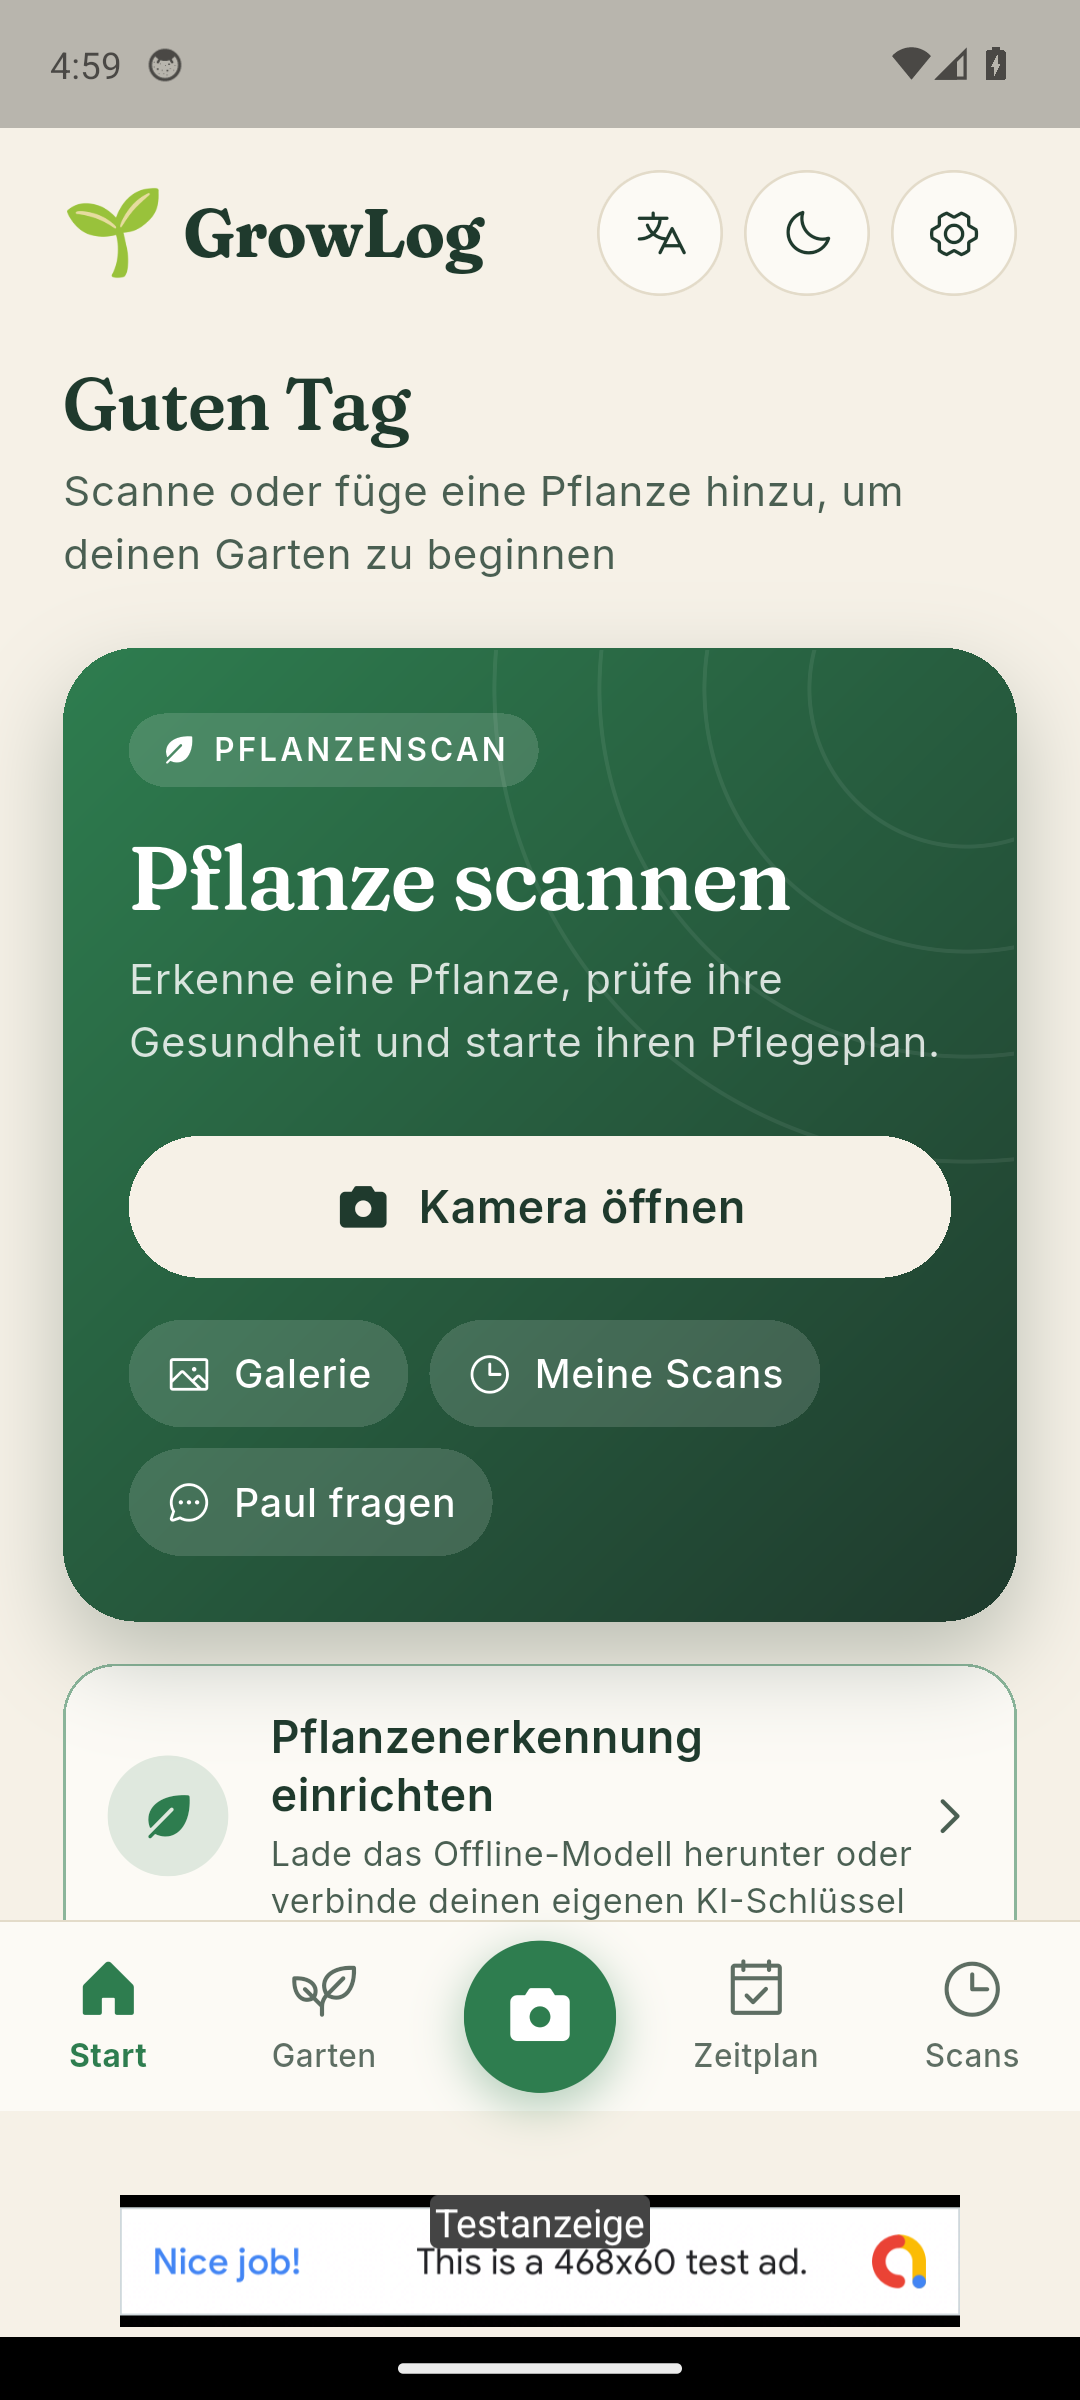 4:59
GrowLog
Guten Tag
Scanne oder füge eine Pflanze hinzu, um
deinen Garten zu beginnen
PFLANZENSCAN
Pflanze scannen
Erkenne eine Pflanze, prüfe ihre
Gesundheit und starte ihren Pflegeplan.
Kamera öffnen
Galerie
Meine Scans
Paul fragen
Pflanzenerkennung
einrichten
Lade das Offline-Modell herunter oder
verbinde deinen eigenen KI-Schlüssel
Start
Garten
Zeitplan
Scans
Testanzeige
Nice job!
This is a 468x60 test ad.